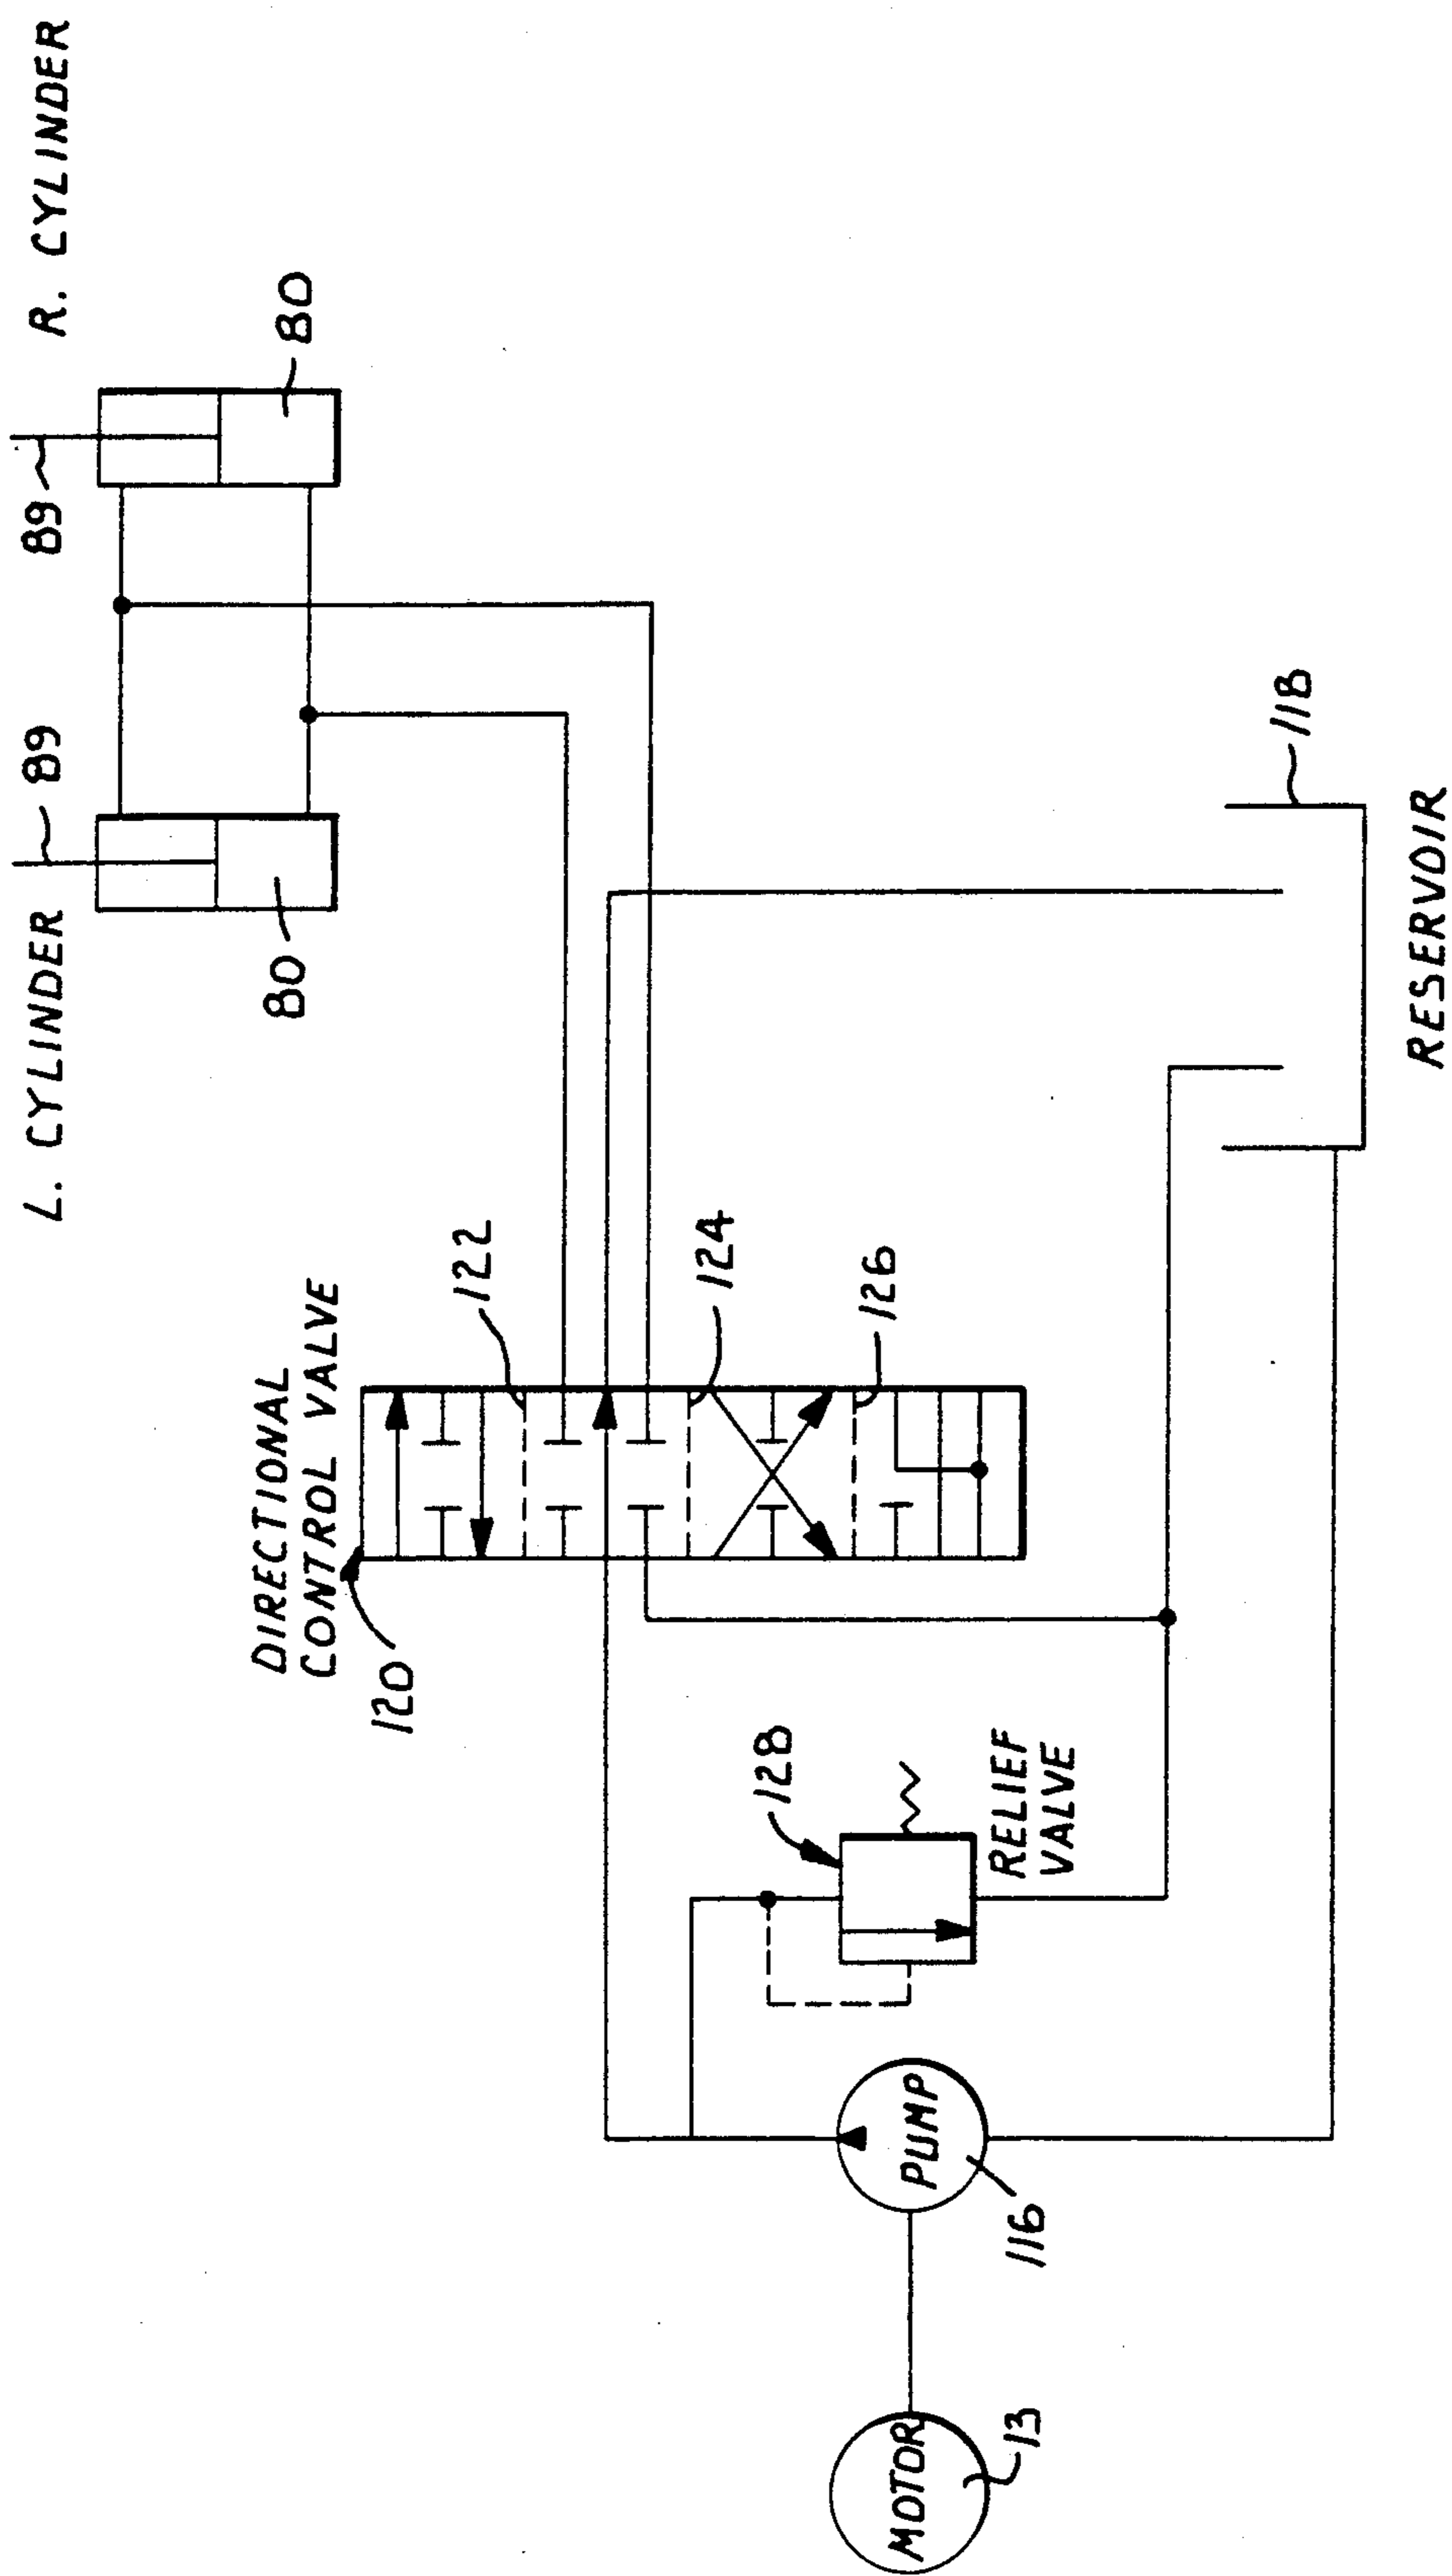 L. CYLINDER
R. CYLINDER
89
89
80
80
DIRECTIONAL
CONTROL VALVE
120
122
124
126
128
RELIEF
VALVE
MOTOR
13
PUMP
116
118
RESERVOIR